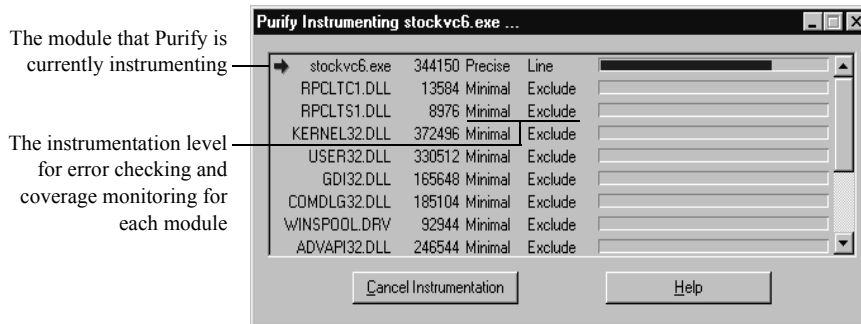 Purify Instrumenting stockvc6.exe ...
The module that Purify is
currently instrumenting
stockvc6.exe 344150 Precise Line
RPCLTC1.DLL 13584 Minimal Exclude
RPCLTS1.DLL 8976 Minimal Exclude
KERNEL32.DLL 372496 Minimal Exclude
USER32.DLL 330512 Minimal Exclude
GDI32.DLL 165648 Minimal Exclude
COMDLG32.DLL 185104 Minimal Exclude
WINSPOOL.DRV 92944 Minimal Exclude
ADVAPI32.DLL 246544 Minimal Exclude
The instrumentation level
for error checking and
coverage monitoring for
each module
Cancel Instrumentation
Help